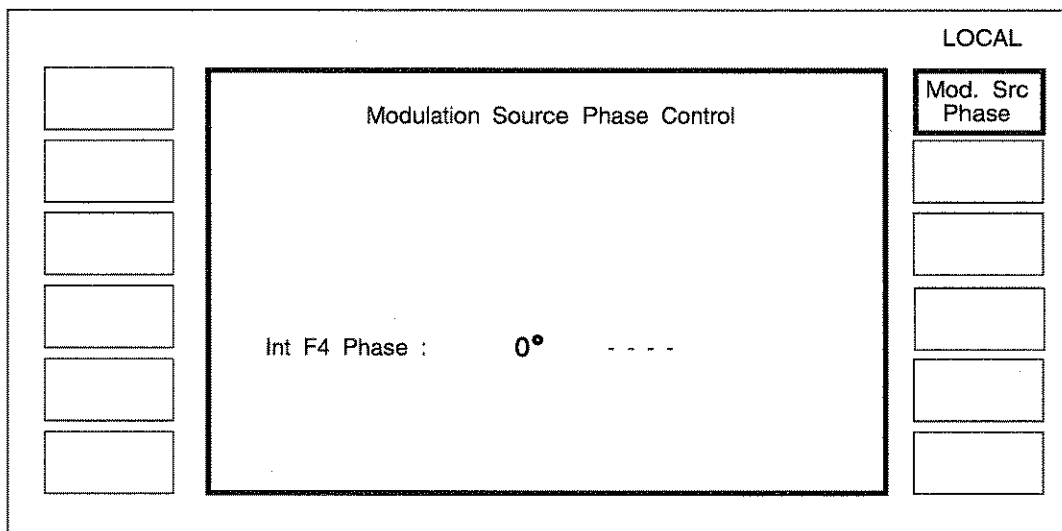 LOCAL
Mod. Src
Phase
Modulation Source Phase Control
Int F4 Phase : 0° - - - -